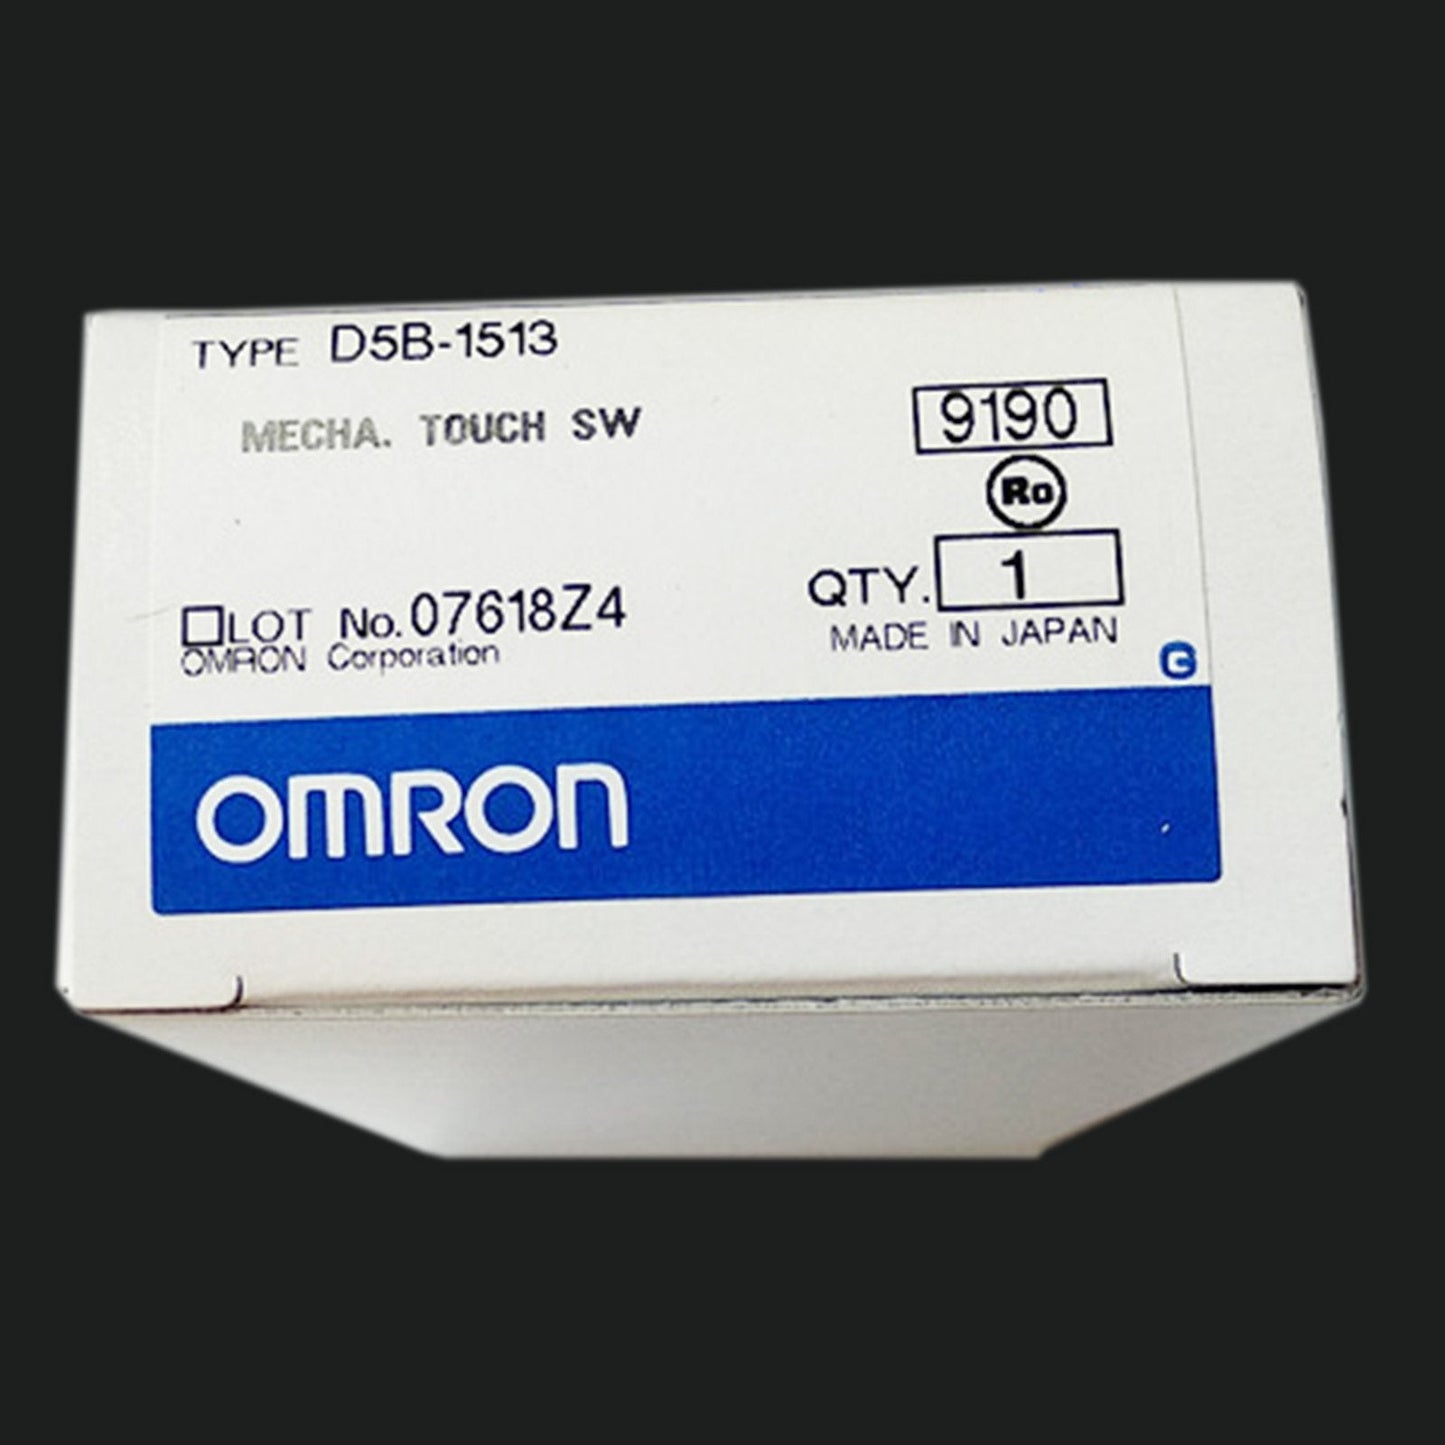 TYPE D5B-1513
MECHA. TOUCH SW
9190
Ro
QTY. 1
□LOT No. 07618Z4
OMRON Corporation
MADE IN JAPAN
C
OMRON